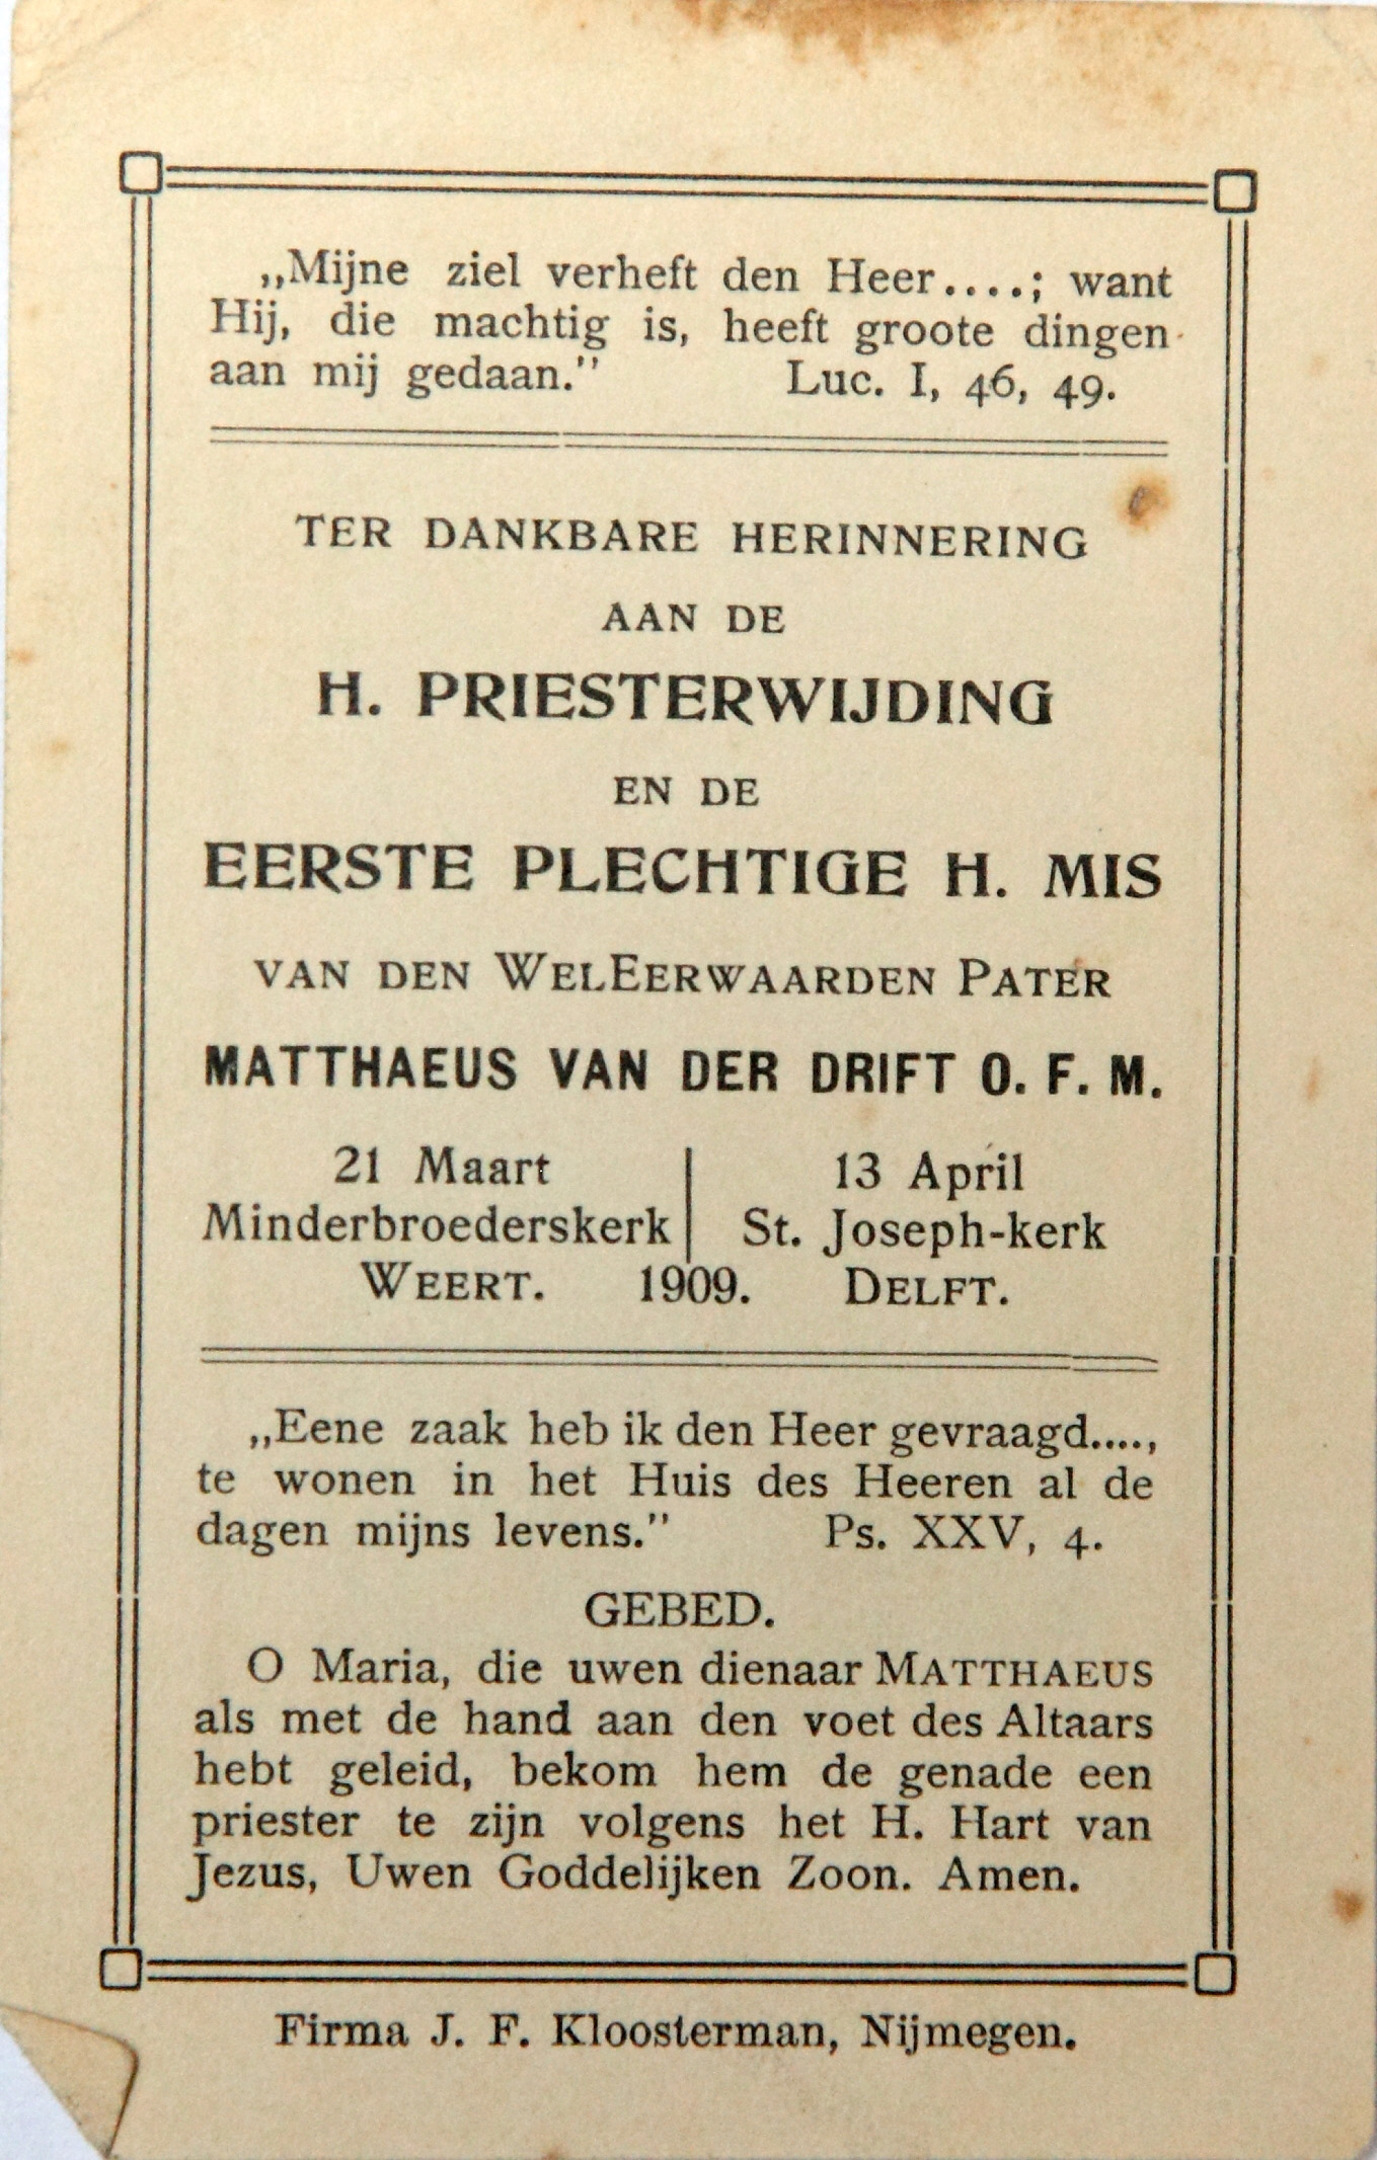 „Mijne ziel verheft den Heer....; want
Hij, die machtig is, heeft groote dingen
aan mij gedaan." Luc. I, 46, 49.
TER DANKBARE HERINNERING
AAN DE
H. PRIESTERWIJDING
EN DE
EERSTE PLECHTIGE H. MIS
VAN DEN WELEERWAARDEN PATER
MATTHAEUS VAN DER DRIFT O. F. M.
21 Maart | 13 April
Minderbroederskerk | St. Joseph-kerk
WEERT. 1909. DELFT.
„Eene zaak heb ik den Heer gevraagd....,
te wonen in het Huis des Heeren al de
dagen mijns levens." Ps. XXV, 4.
GEBED.
O Maria, die uwen dienaar MATTHAEUS
als met de hand aan den voet des Altaars
hebt geleid, bekom hem de genade een
priester te zijn volgens het H. Hart van
Jezus, Uwen Goddelijken Zoon. Amen.
Firma J. F. Kloosterman, Nijmegen.